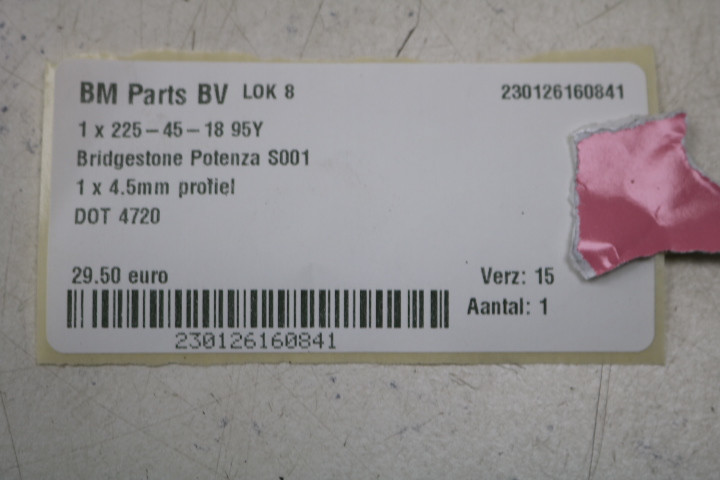 BM Parts BV LOK 8 230126160841
1 x 225-45-18 95Y
Bridgestone Potenza S001
1 x 4.5mm profiel
DOT 4720
29.50 euro Verz: 15
Aantal: 1
230126160841